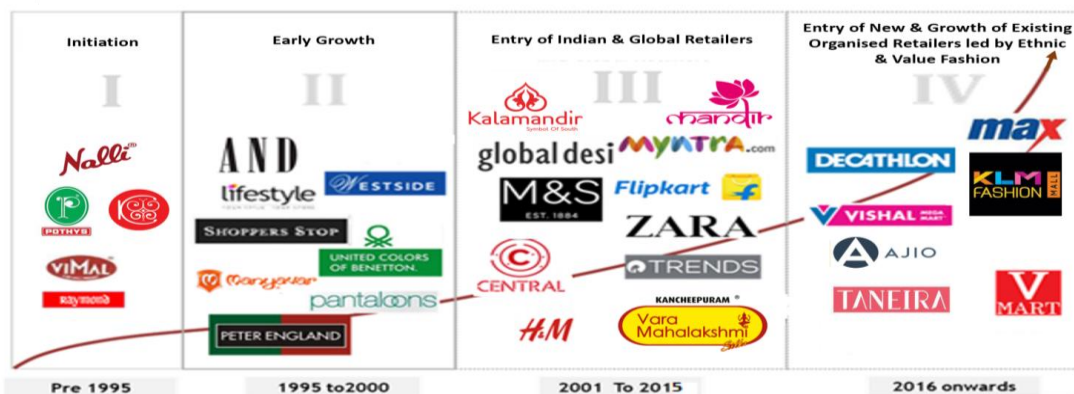 Initiation
I
Nalli®
P
POTHYS
VIMAL
Raymond
Pre 1995
Early Growth
II
AND
lifestyle
WESTSIDE
SHOPPERS STOP
UNITED COLORS
OF BENETTON.
Manyavar
pantaloons
PETER ENGLAND
1995 to2000
Entry of Indian & Global Retailers
III
Kalamandir
Symbol Of South
mandir
global desi
Myntra.com
M&S
EST. 1884
Flipkart
ZARA
C
CENTRAL
TRENDS
H&M
KANCHEEPURAM ®
Vara
Mahalakshmi
Silks
2001 To 2015
Entry of New & Growth of Existing
Organised Retailers led by Ethnic
& Value Fashion
IV
max
DECATHLON
KLM
FASHION MALL
VISHAL MEGA MART
AJIO
TANEIRA
V
MART
2016 onwards